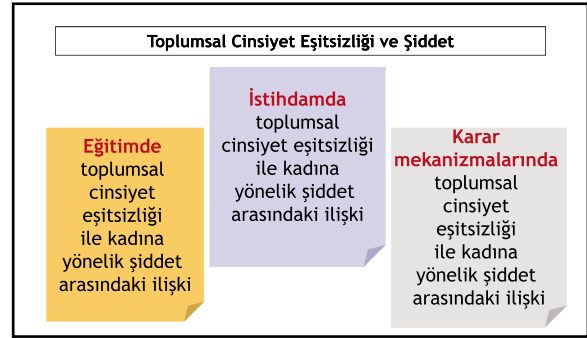 Toplumsal Cinsiyet Eşitsizliği ve Şiddet
Eğitimde
toplumsal
cinsiyet
eşitsizliği
ile kadına
yönelik şiddet
arasındaki ilişki
İstihdamda
toplumsal
cinsiyet eşitsizliği
ile kadına
yönelik şiddet
arasındaki ilişki
Karar
mekanizmalarında
toplumsal
cinsiyet
eşitsizliği
ile kadına
yönelik şiddet
arasındaki ilişki